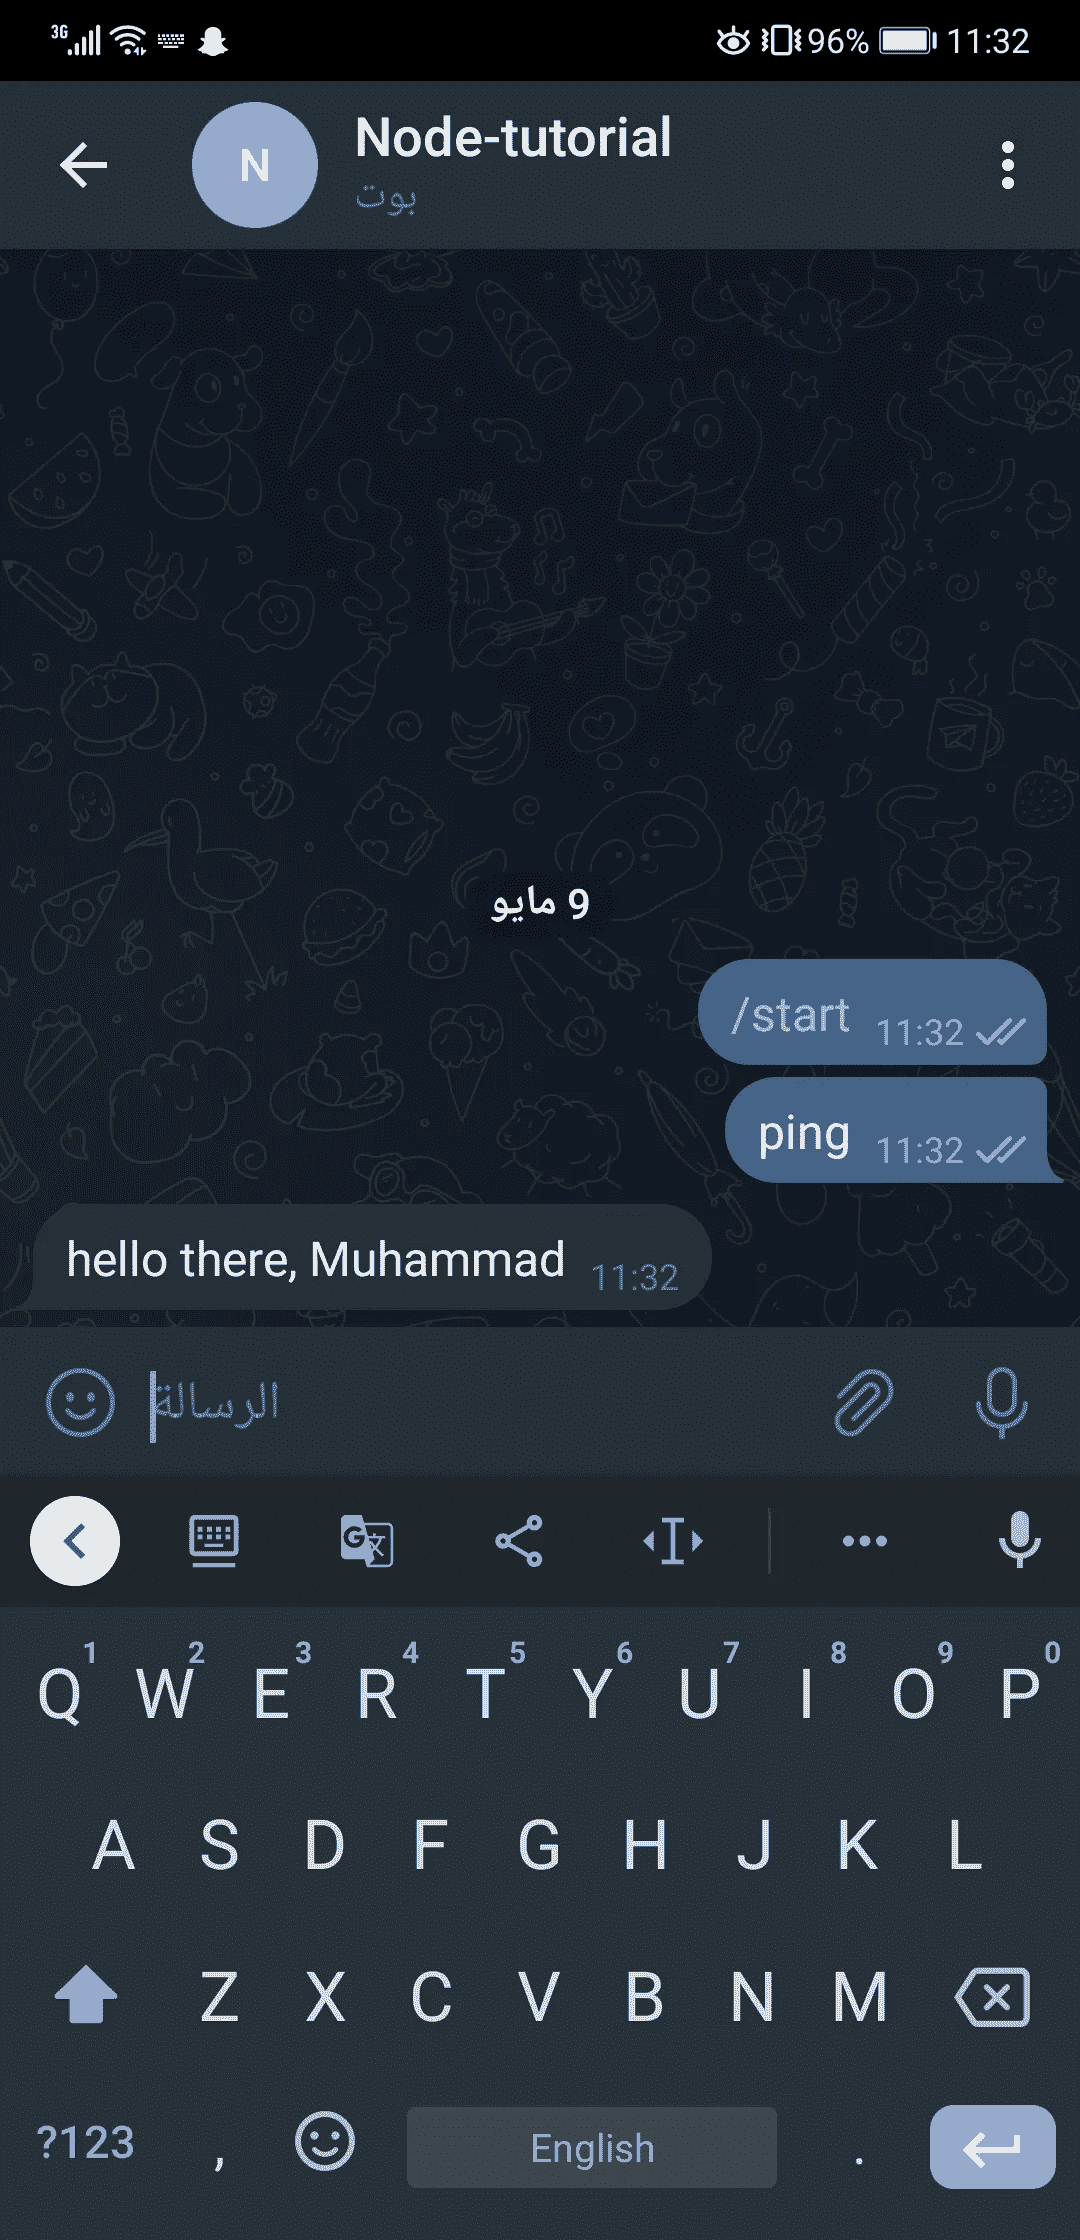 3G 96% 11:32
N
Node-tutorial
بوت
9 مايو
/start 11:32
ping 11:32
hello there, Muhammad 11:32
الرسالة
G 文
1 2 3 4 5 6 7 8 9 0
Q W E R T Y U I O P
A S D F G H J K L
Z X C V B N M
?123 , English .